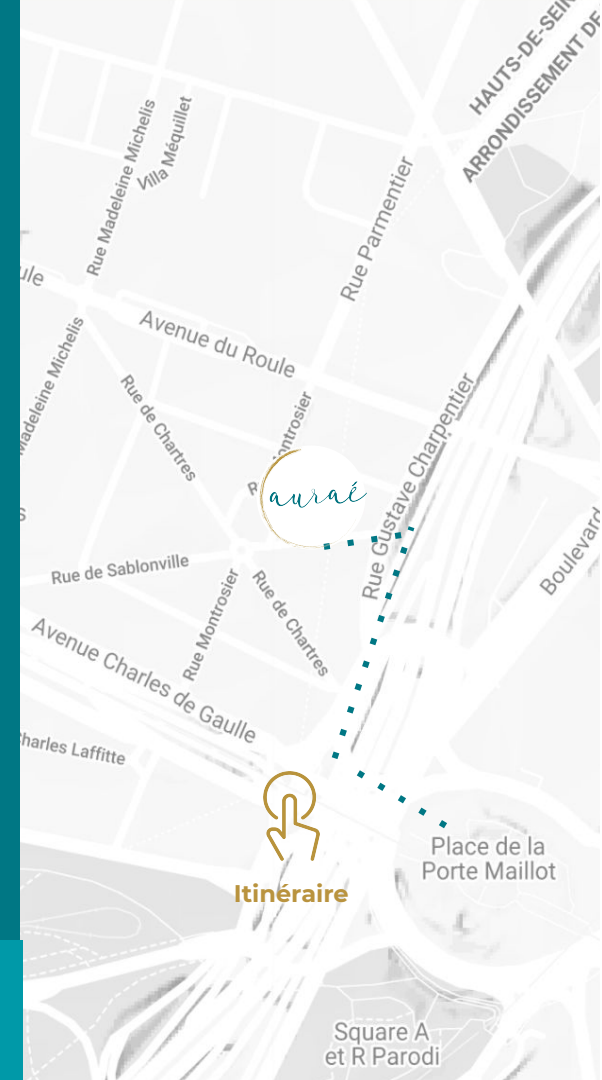 HAUTS-DE-SEIN
ARRONDISSEMENT DE
Rue Madeleine Michelis
Villa Méquillet
Rue Parmentier
ule
Avenue du Roule
Madeleine Michelis
Rue de Chartres
ontrosier
R
auraé
Rue Gustave Charpentier
Boulevard
s
Rue de Sablonville
Rue Montrosier
Rue de Chartres
Avenue Charles de Gaulle
Charles Laffitte
Place de la
Porte Maillot
Itinéraire
Square A
et R Parodi